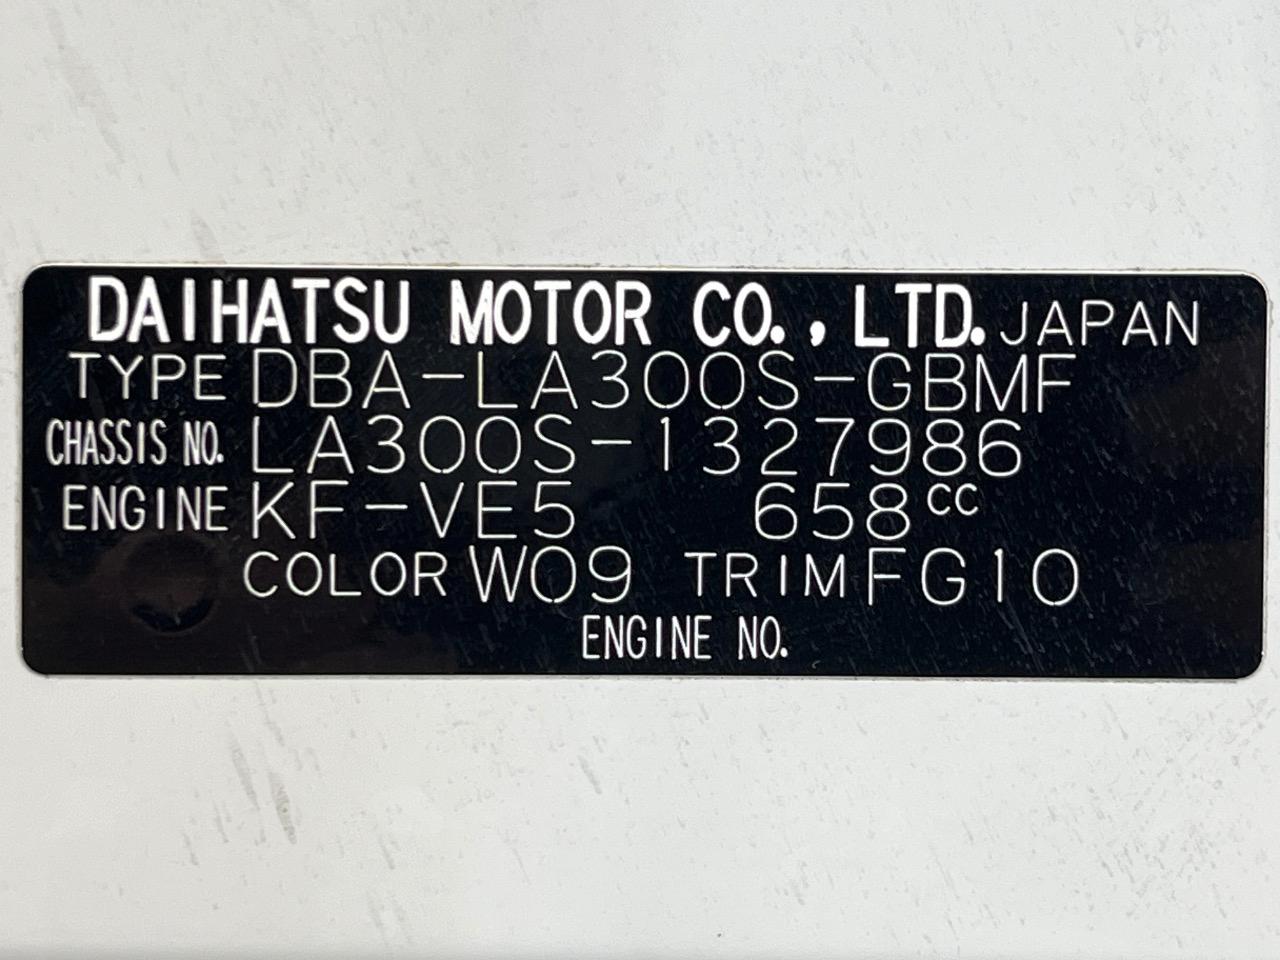 DAIHATSU MOTOR CO., LTD. JAPAN
TYPE DBA-LA300S-GBMF
CHASSIS NO. LA300S-1327986
ENGINE KF-VE5 658cc
COLOR W09 TRIM FG10
ENGINE NO.